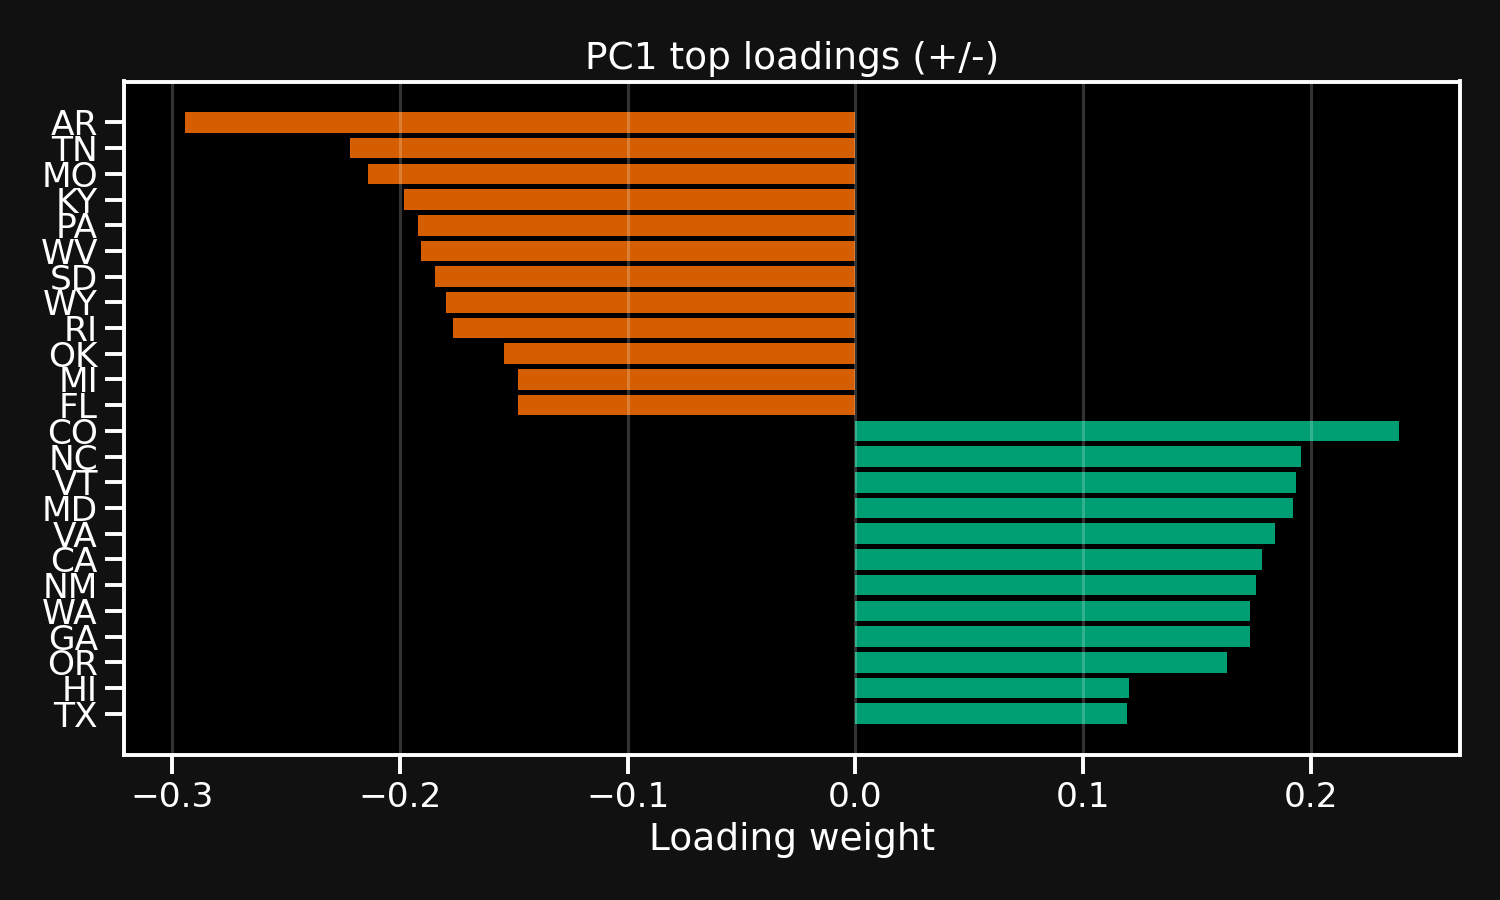 PC1 top loadings (+/-)
AR
TN
MO
KY
PA
WV
SD
WY
RI
OK
MI
FL
CO
NC
VT
MD
VA
CA
NM
WA
GA
OR
HI
TX
−0.3 −0.2 −0.1 0.0 0.1 0.2
Loading weight